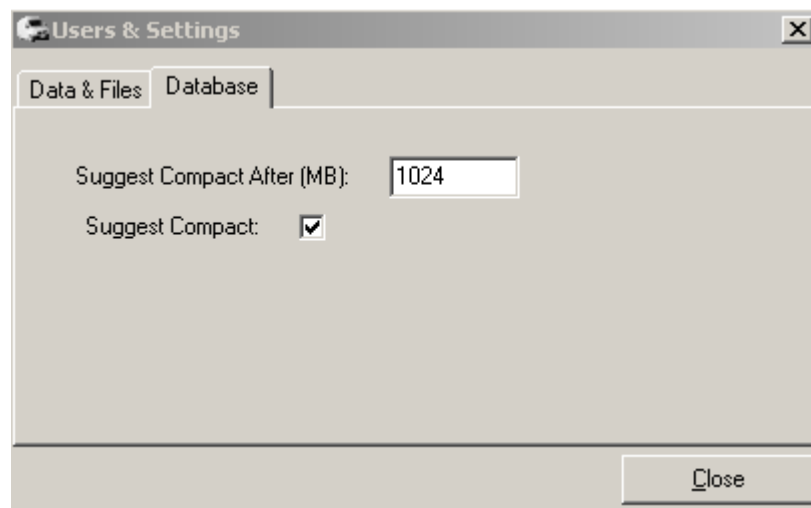 Users & Settings
Data & Files Database
Suggest Compact After (MB): 1024
Suggest Compact:
Close